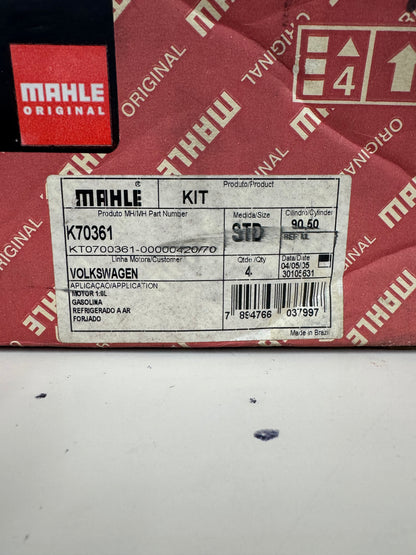 MAHLE
ORIGINAL
MAHLE ORIGINAL
4
MAHLE ®
Produto/Product
KIT
Produto MH/MH Part Number
K70361
KT0700361-00000420/70
Medida/Size
STD
Cilindro/Cylinder
90,50
Linha Motora/Customer
VOLKSWAGEN
Qtde./Qty
4
Data/Date
04/05/05
30105631
APLICAÇAO/APPLICATION
MOTOR 1.6L
GASOLINA
REFRIGERADO A AR
FORJADO
7 894766 037997
Made in Brazil